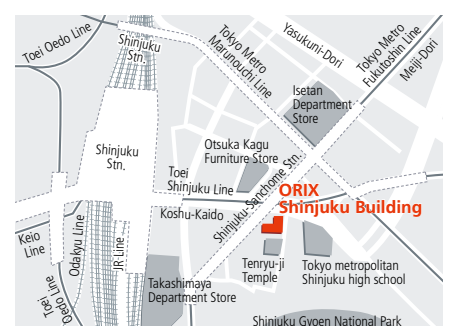 Toei Oedo Line
Shinjuku
Stn.
Tokyo Metro
Marunouchi Line
Yasukuni-Dori
Tokyo Metro
Fukutoshin Line
Meiji-Dori
Isetan
Department
Store
Shinjuku
Stn.
Otsuka Kagu
Furniture Store
Toei
Shinjuku Line
Shinjuku-Sanchome Stn.
ORIX
Shinjuku Building
Koshu-Kaido
Keio
Line
Odakyu Line
JR Line
Toei
Oedo Line
Takashimaya
Department Store
Tenryu-ji
Temple
Tokyo metropolitan
Shinjuku high school
Shinjuku Gyoen National Park